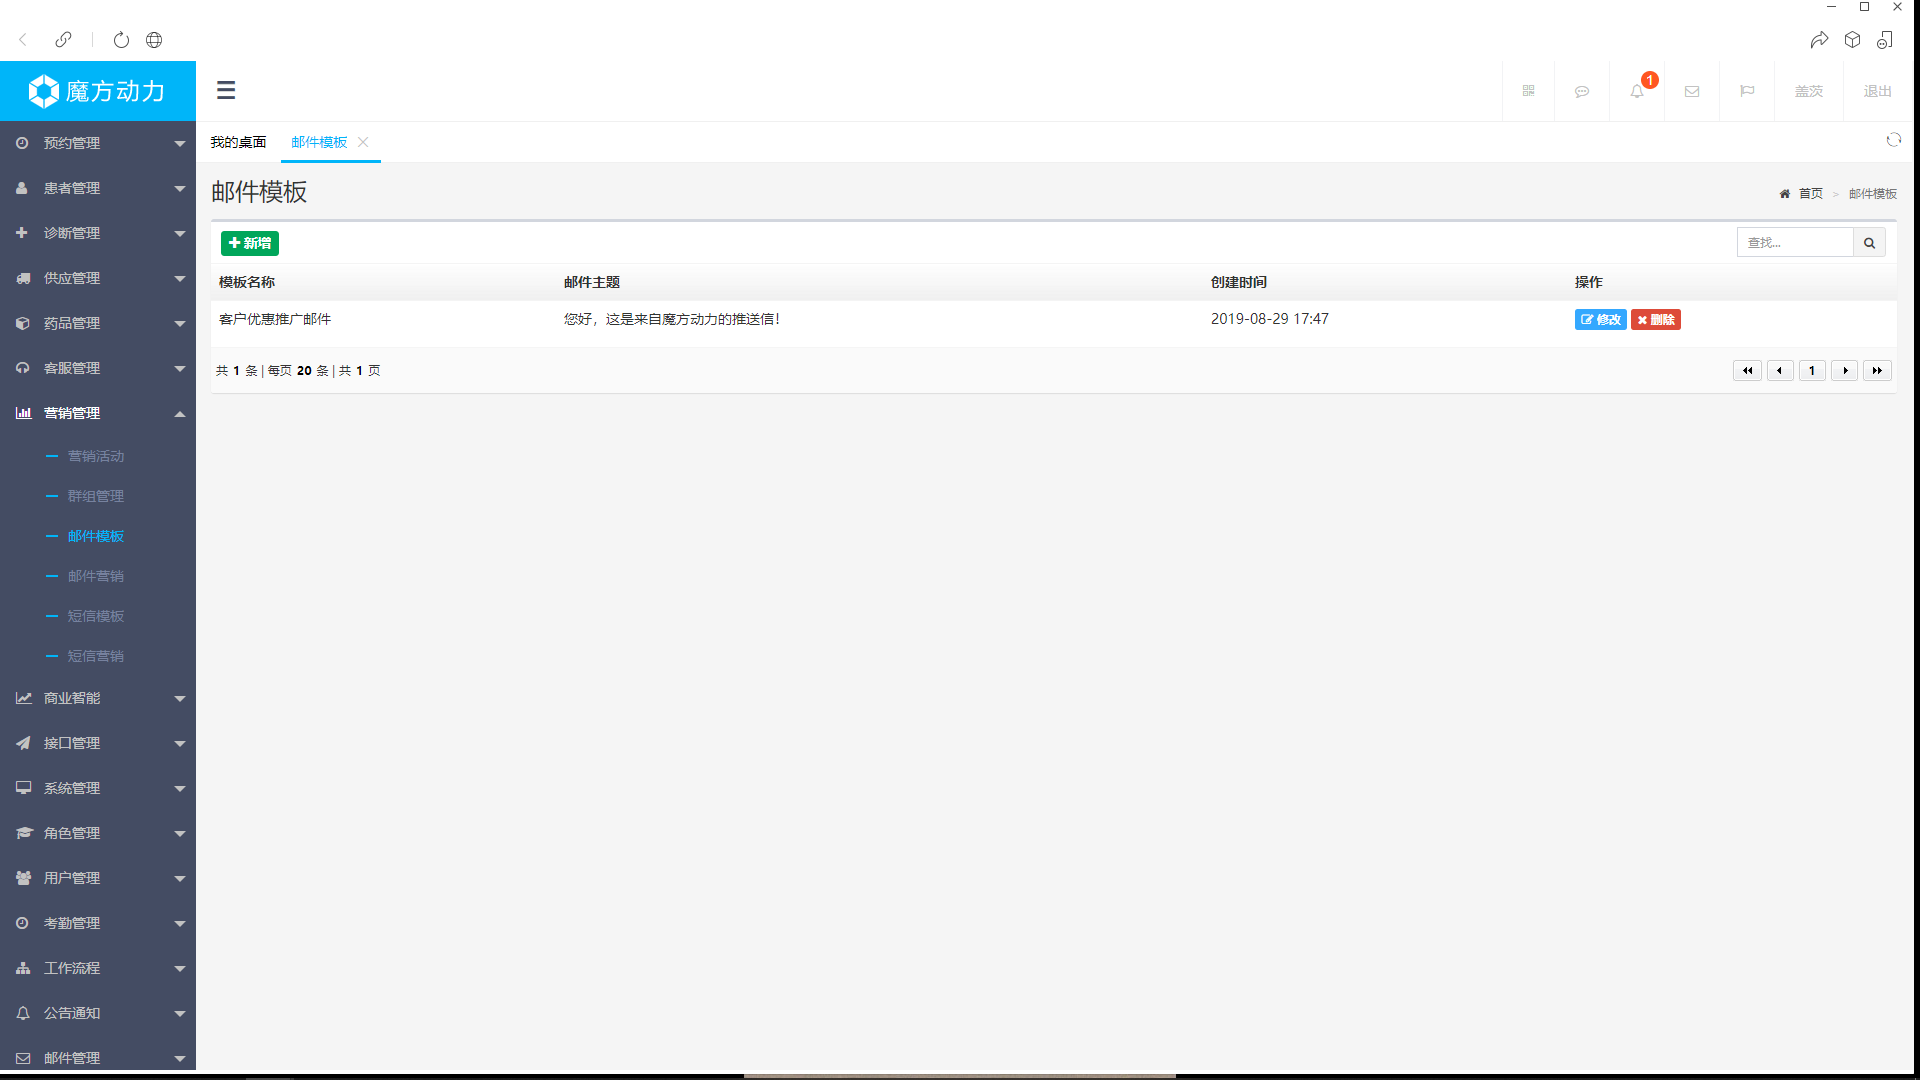 魔方动力
1
盖茨
退出
预约管理
患者管理
诊断管理
供应管理
药品管理
客服管理
营销管理
营销活动
群组管理
邮件模板
邮件营销
短信模板
短信营销
商业智能
接口管理
系统管理
角色管理
用户管理
考勤管理
工作流程
公告通知
邮件管理
我的桌面
邮件模板
邮件模板
首页 > 邮件模板
新增
查找...
模板名称 邮件主题 创建时间 操作
客户优惠推广邮件 您好，这是来自魔方动力的推送信！ 2019-08-29 17:47 修改 删除
共 1 条 | 每页 20 条 | 共 1 页
1